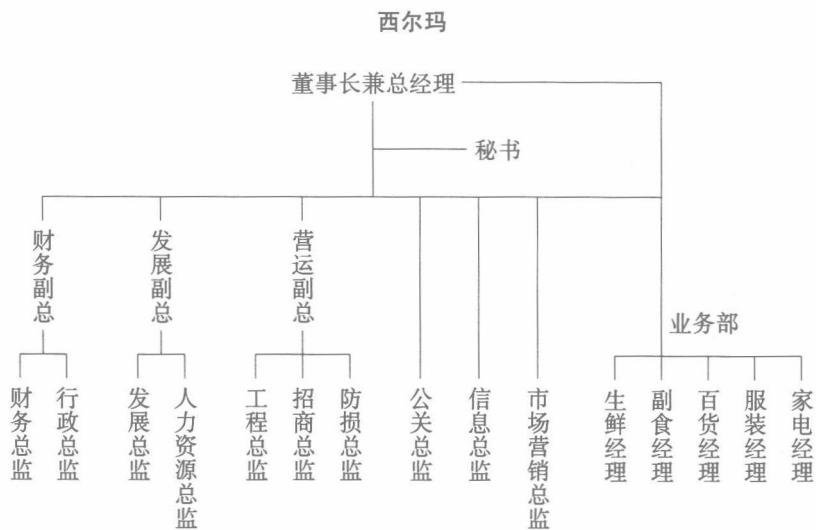 西尔玛
董事长兼总经理
秘书
财务副总
发展副总
营运副总
业务部
财务总监
行政总监
发展总监
人力资源总监
工程总监
招商总监
防损总监
公关总监
信息总监
市场营销总监
生鲜经理
副食经理
百货经理
服装经理
家电经理